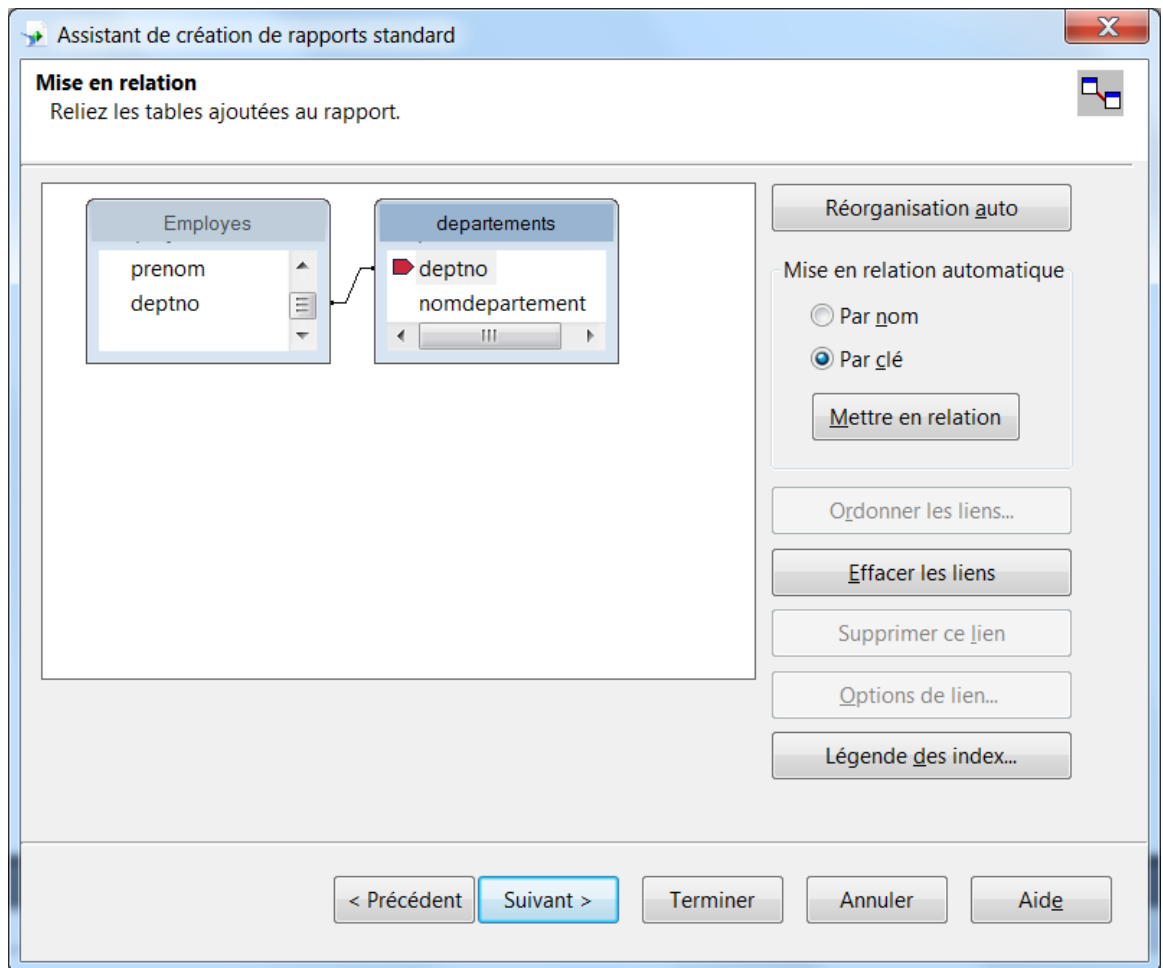 Assistant de création de rapports standard
Mise en relation
Reliez les tables ajoutées au rapport.
Employes
prenom
deptno
departements
deptno
nomdepartement
Réorganisation auto
Mise en relation automatique
Par nom
Par clé
Mettre en relation
Ordonner les liens...
Effacer les liens
Supprimer ce lien
Options de lien...
Légende des index...
< Précédent
Suivant >
Terminer
Annuler
Aide